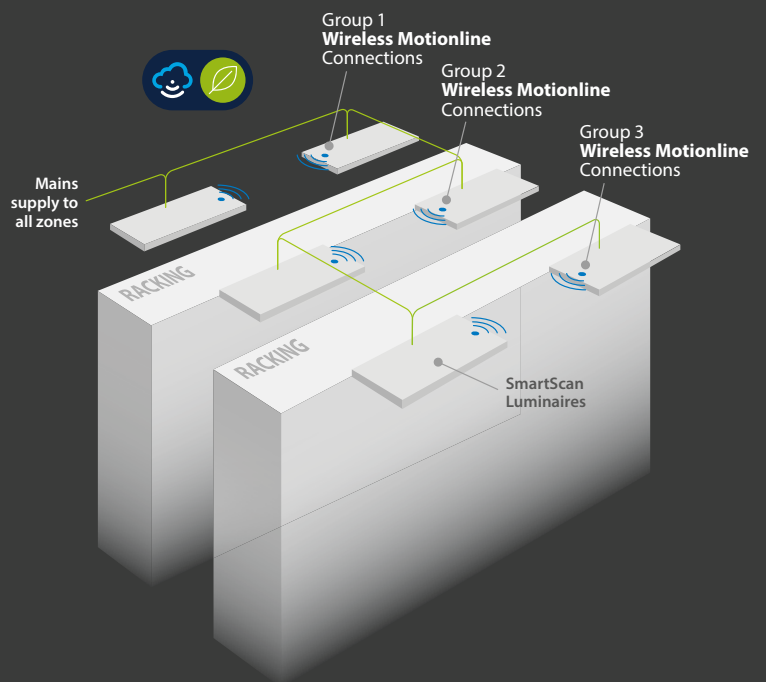 Group 1
Wireless Motionline
Connections
Group 2
Wireless Motionline
Connections
Group 3
Wireless Motionline
Connections
Mains
supply to
all zones
RACKING
RACKING
SmartScan
Luminaires